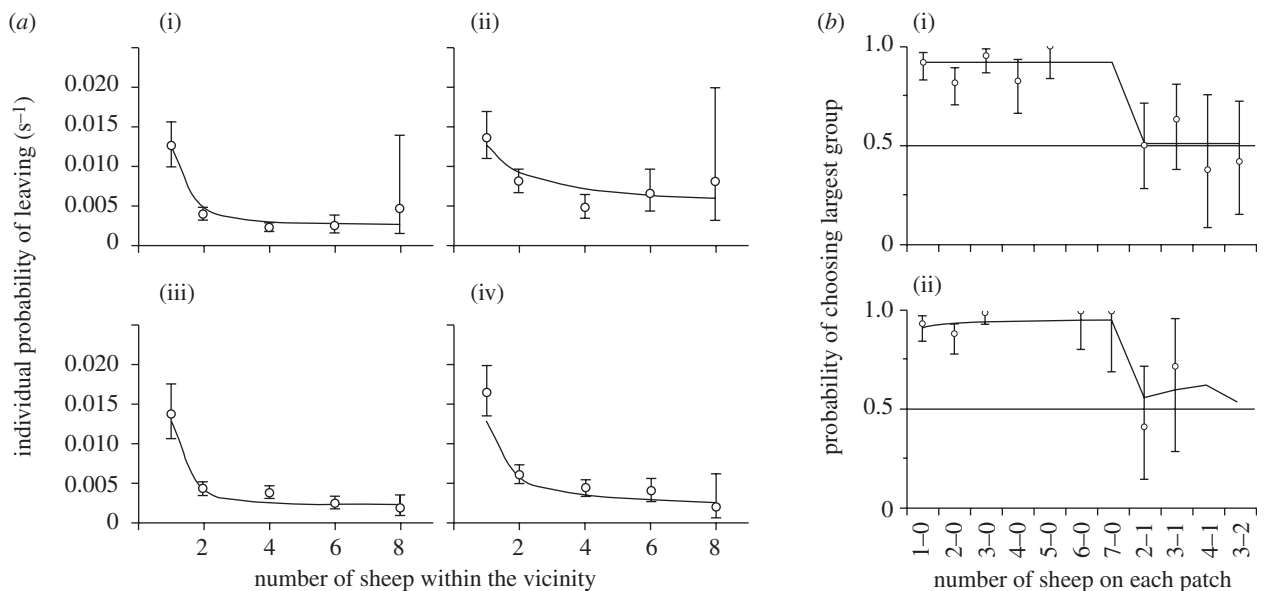 (a)
individual probability of leaving (s−1)
(i)
0.020
0.015
0.010
0.005
0
(ii)
(iii)
0.020
0.015
0.010
0.005
0
2 4 6 8
(iv)
2 4 6 8
number of sheep within the vicinity
(b)
probability of choosing largest group
(i)
1.0
0.5
0
(ii)
1.0
0.5
0
1–0 2–0 3–0 4–0 5–0 6–0 7–0 2–1 3–1 4–1 3–2
number of sheep on each patch